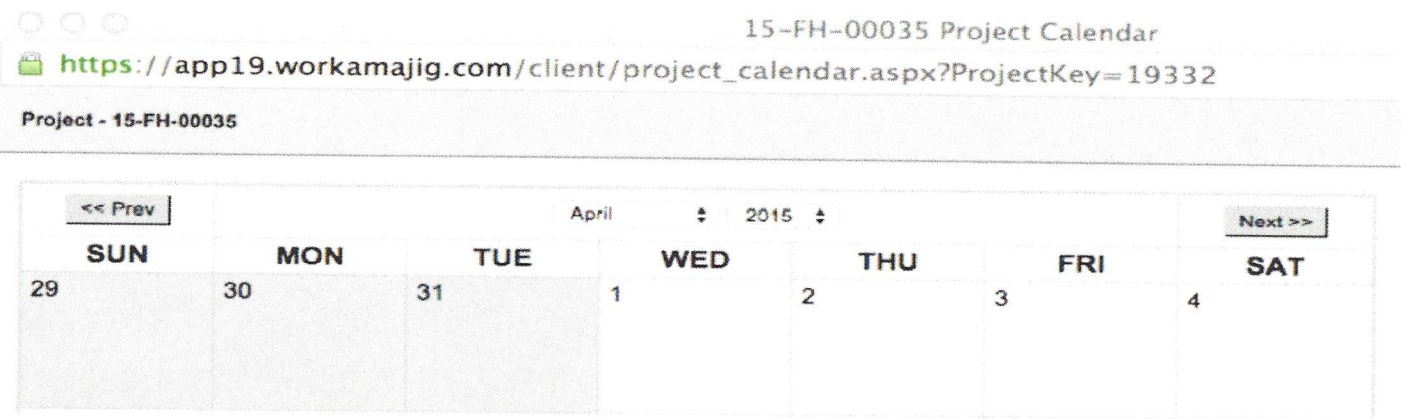 15-FH-00035 Project Calendar
https://app19.workamajig.com/client/project_calendar.aspx?ProjectKey=19332
Project - 15-FH-00035
<< Prev April 2015 Next >>
SUN MON TUE WED THU FRI SAT
29 30 31 1 2 3 4